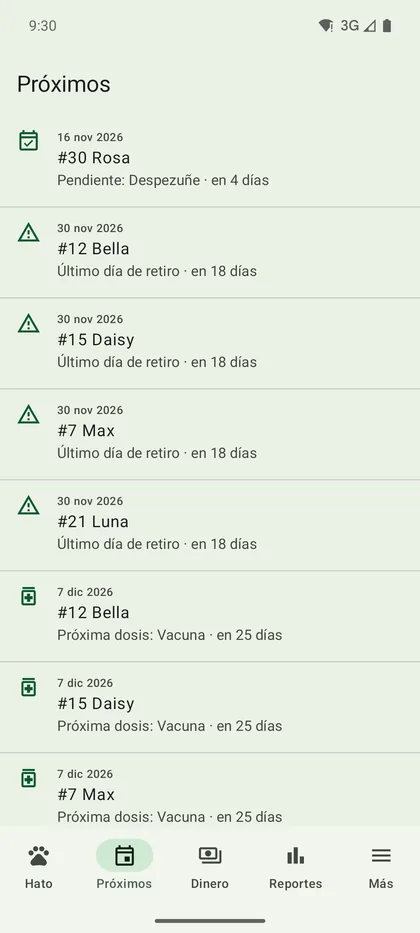 9:30
3G
Próximos
16 nov 2026
#30 Rosa
Pendiente: Despezuñe · en 4 días
30 nov 2026
#12 Bella
Último día de retiro · en 18 días
30 nov 2026
#15 Daisy
Último día de retiro · en 18 días
30 nov 2026
#7 Max
Último día de retiro · en 18 días
30 nov 2026
#21 Luna
Último día de retiro · en 18 días
7 dic 2026
#12 Bella
Próxima dosis: Vacuna · en 25 días
7 dic 2026
#15 Daisy
Próxima dosis: Vacuna · en 25 días
7 dic 2026
#7 Max
Próxima dosis: Vacuna · en 25 días
Hato
Próximos
Dinero
Reportes
Más